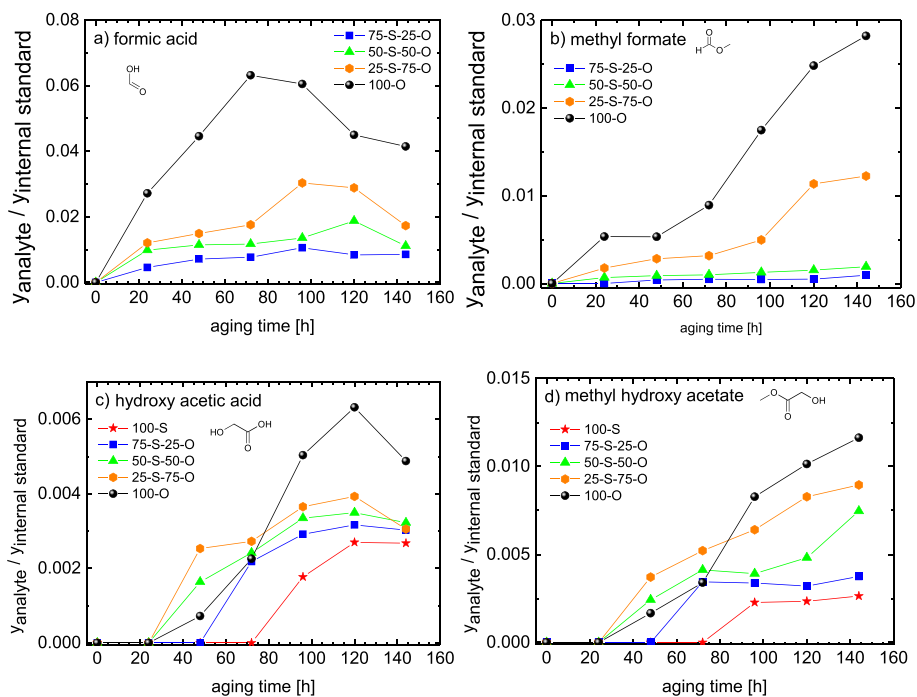 a) formic acid
OH
O
75-S-25-O
50-S-50-O
25-S-75-O
100-O
yanalyte / yinternal standard
0.08
0.06
0.04
0.02
0.00
0 20 40 60 80 100 120 140 160
aging time [h]
b) methyl formate
O
H O
75-S-25-O
50-S-50-O
25-S-75-O
100-O
yanalyte / yinternal standard
0.03
0.02
0.01
0.00
0 20 40 60 80 100 120 140 160
aging time [h]
c) hydroxy acetic acid
HO OH
O
100-S
75-S-25-O
50-S-50-O
25-S-75-O
100-O
yanalyte / yinternal standard
0.006
0.004
0.002
0.000
0 20 40 60 80 100 120 140 160
aging time [h]
d) methyl hydroxy acetate
O OH
O
100-S
75-S-25-O
50-S-50-O
25-S-75-O
100-O
yanalyte / yinternal standard
0.015
0.010
0.005
0.000
0 20 40 60 80 100 120 140 160
aging time [h]